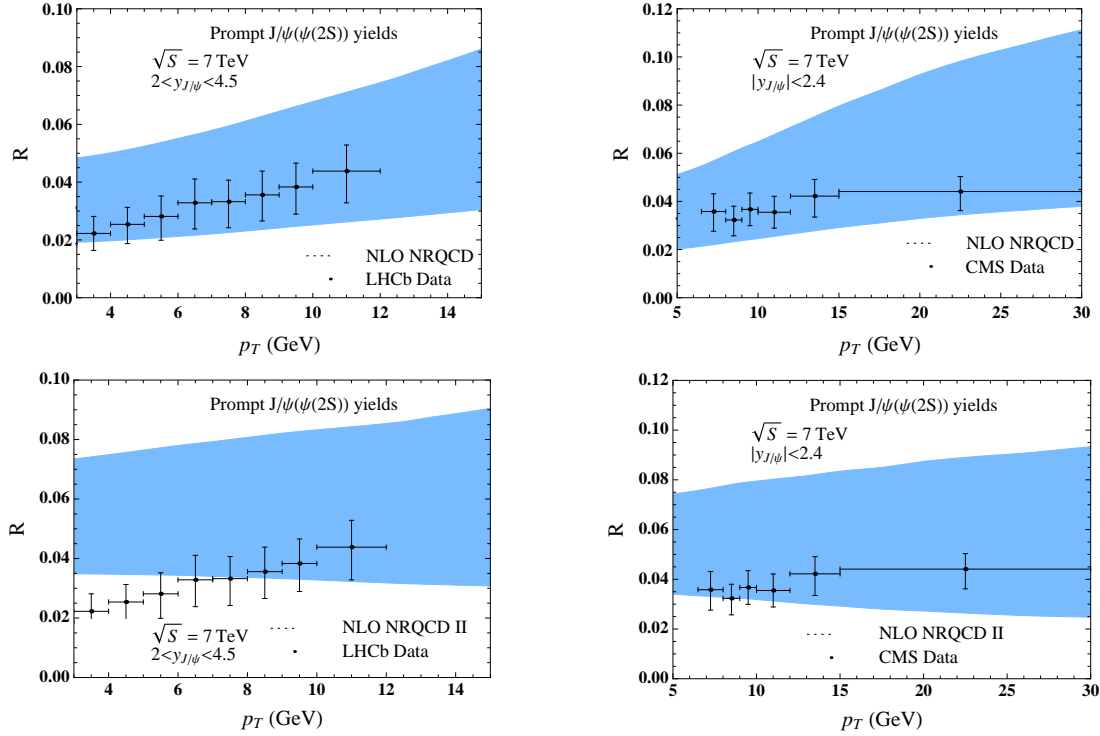 0.10
Prompt J/ψ(ψ(2S)) yields
√S = 7 TeV
2<y_{J/ψ}<4.5
0.08
0.06
R
0.04
0.02
0.00
NLO NRQCD
LHCb Data
4 6 8 10 12 14
p_T (GeV)
0.12
Prompt J/ψ(ψ(2S)) yields
√S = 7 TeV
|y_{J/ψ}|<2.4
0.10
0.08
0.06
R
0.04
0.02
0.00
NLO NRQCD
CMS Data
5 10 15 20 25 30
p_T (GeV)
0.10
Prompt J/ψ(ψ(2S)) yields
0.08
0.06
R
0.04
0.02
0.00
√S = 7 TeV
2<y_{J/ψ}<4.5
NLO NRQCD II
LHCb Data
4 6 8 10 12 14
p_T (GeV)
0.12
Prompt J/ψ(ψ(2S)) yields
√S = 7 TeV
|y_{J/ψ}|<2.4
0.10
0.08
0.06
R
0.04
0.02
0.00
NLO NRQCD II
CMS Data
5 10 15 20 25 30
p_T (GeV)